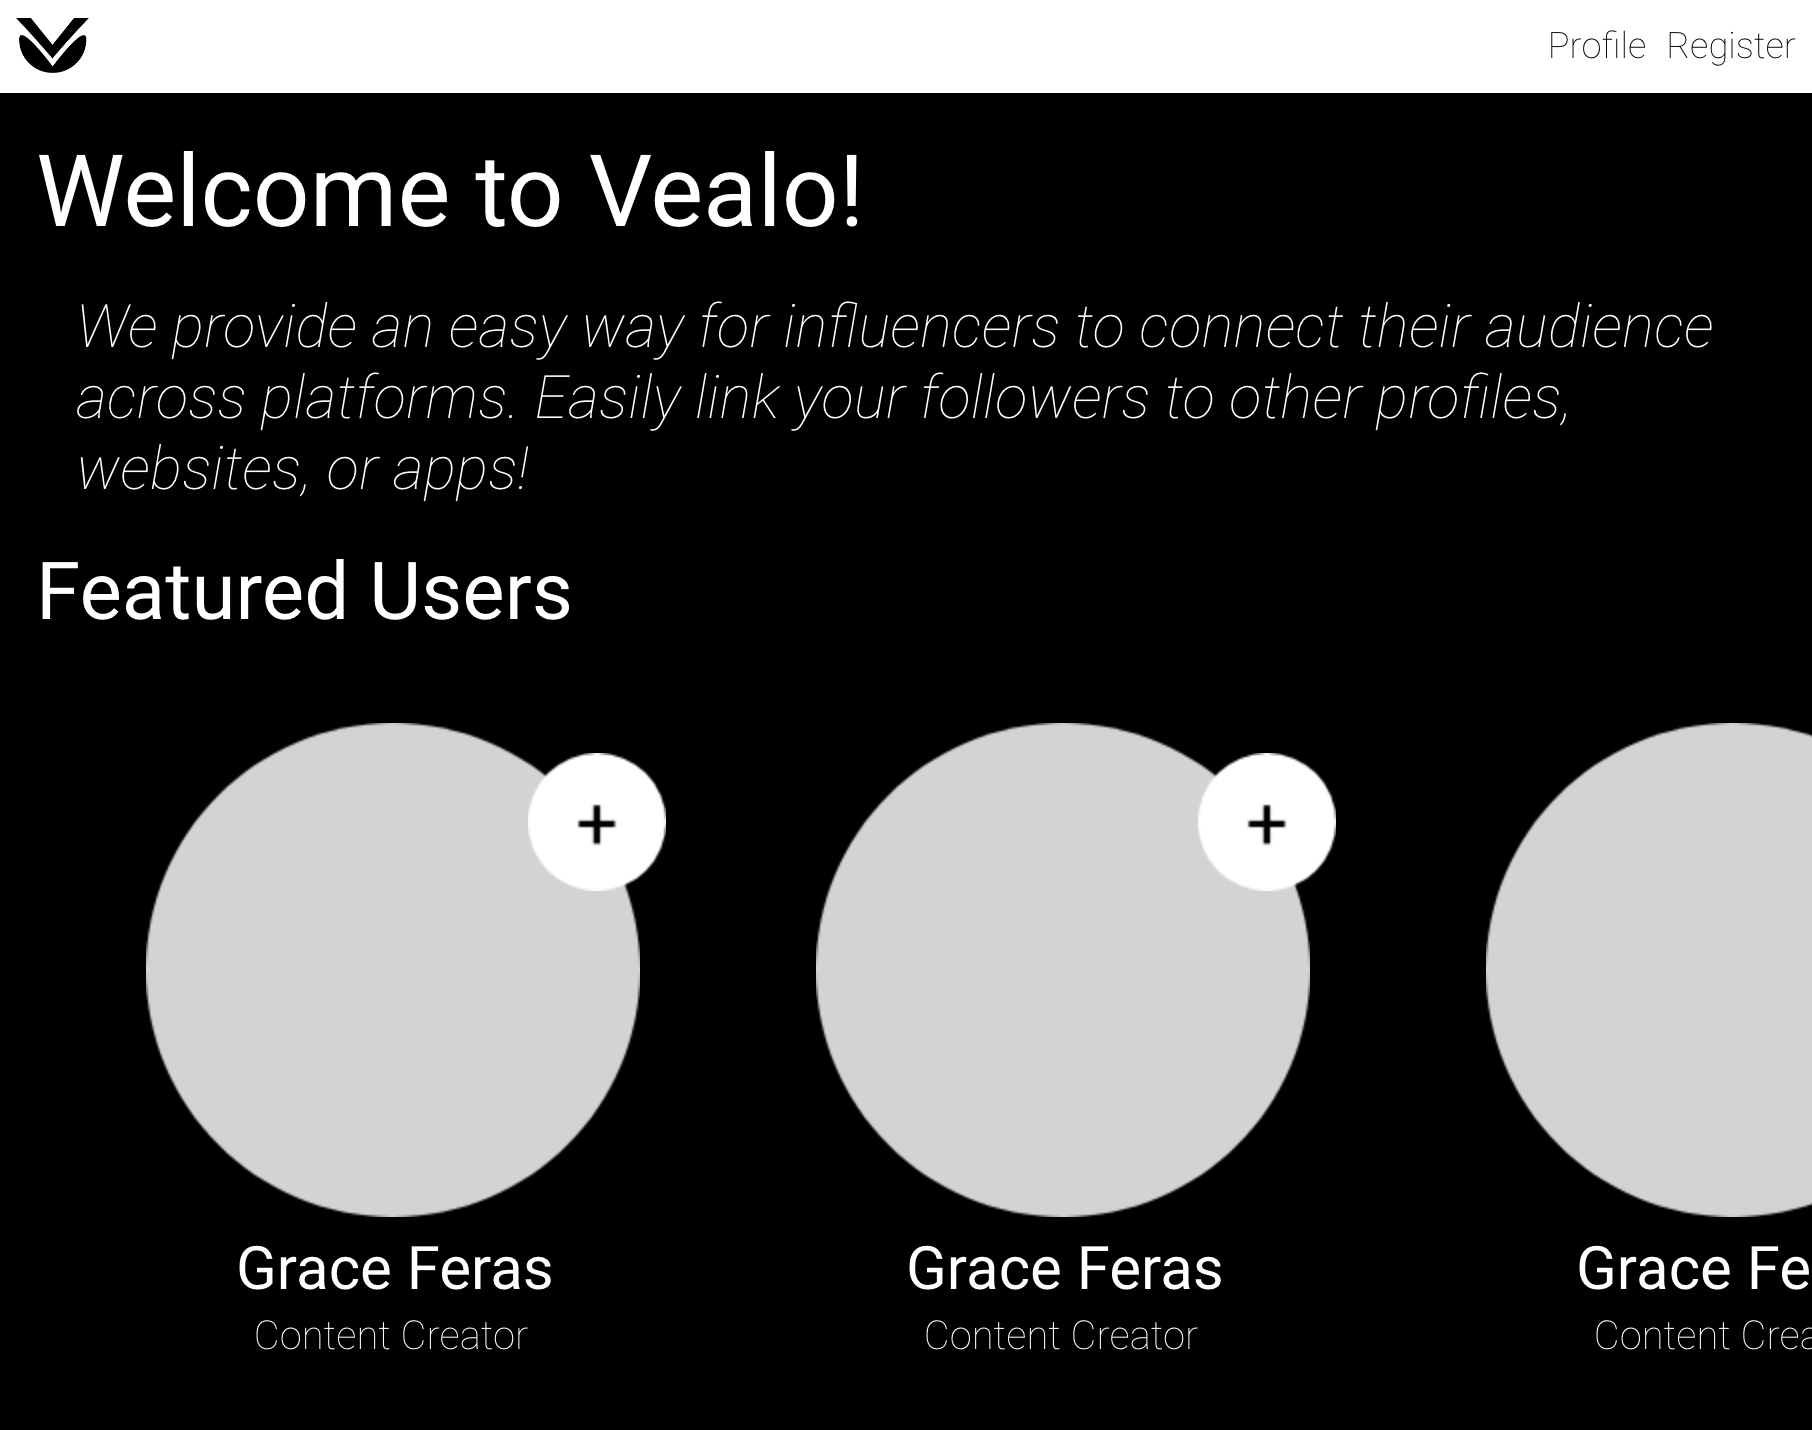 Profile Register
Welcome to Vealo!
We provide an easy way for influencers to connect their audience
across platforms. Easily link your followers to other profiles,
websites, or apps!
Featured Users
+ +
Grace Feras Grace Feras Grace Fe
Content Creator Content Creator Content Crea